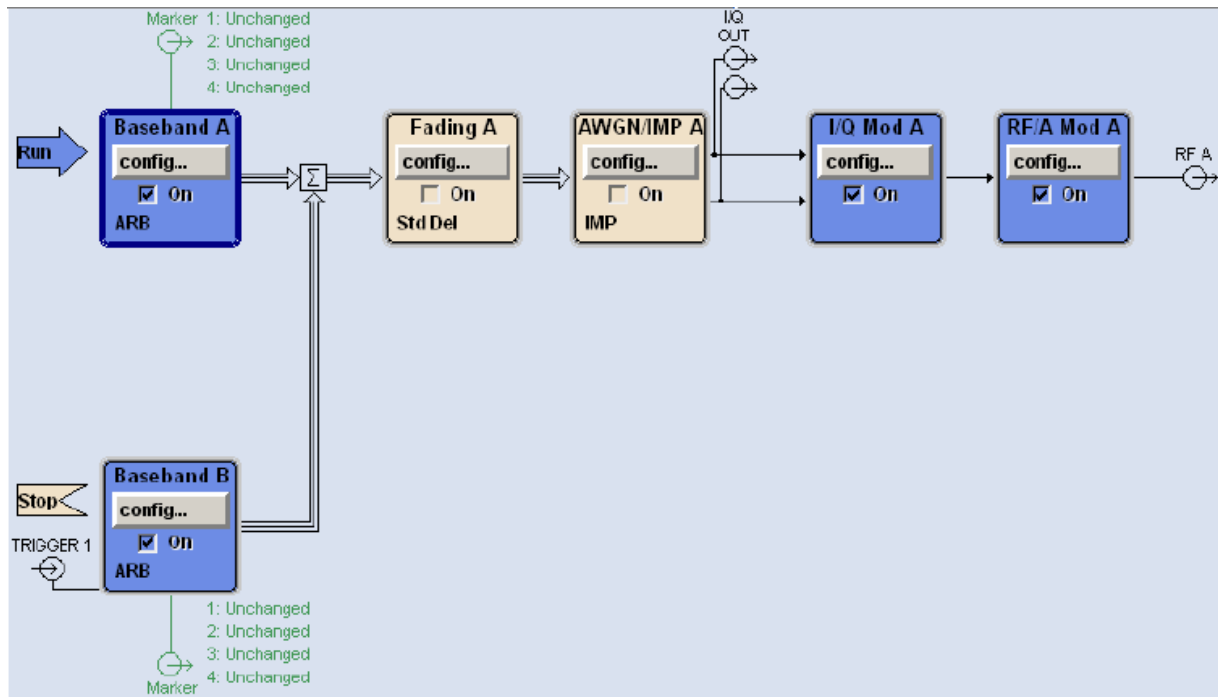 Marker 1: Unchanged
2: Unchanged
3: Unchanged
4: Unchanged
I/Q
OUT
Run
Baseband A
config...
On
ARB
Σ
Fading A
config...
On
Std Del
AWGN/IMP A
config...
On
IMP
I/Q Mod A
config...
On
RF/A Mod A
config...
On
RF A
Stop
TRIGGER 1
Baseband B
config...
On
ARB
1: Unchanged
2: Unchanged
3: Unchanged
Marker 4: Unchanged